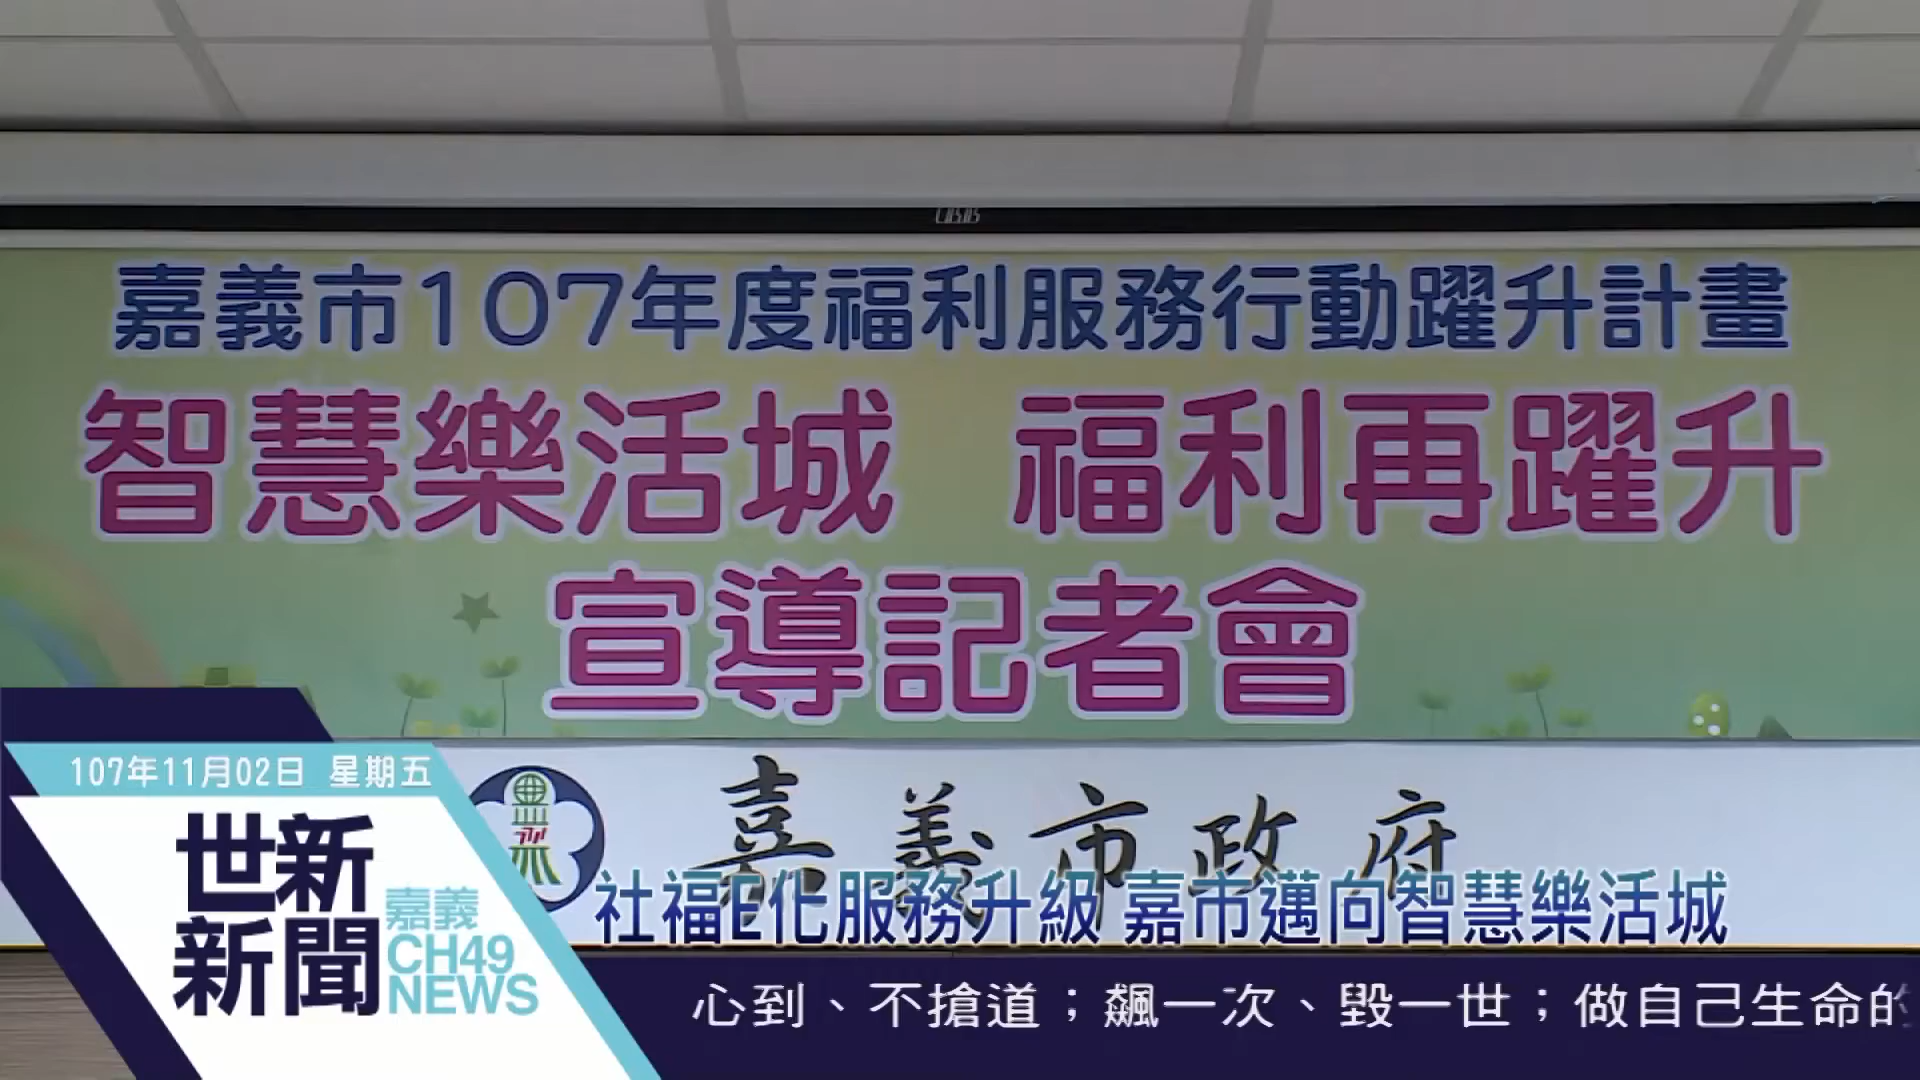 嘉義市107年度福利服務行動躍升計畫
智慧樂活城 福利再躍升
宣導記者會
107年11月02日 星期五
嘉義市政府
世新新聞
嘉義
CH49
NEWS
社福E化服務升級 嘉市邁向智慧樂活城
心到、不搶道；飆一次、毀一世；做自己生命的